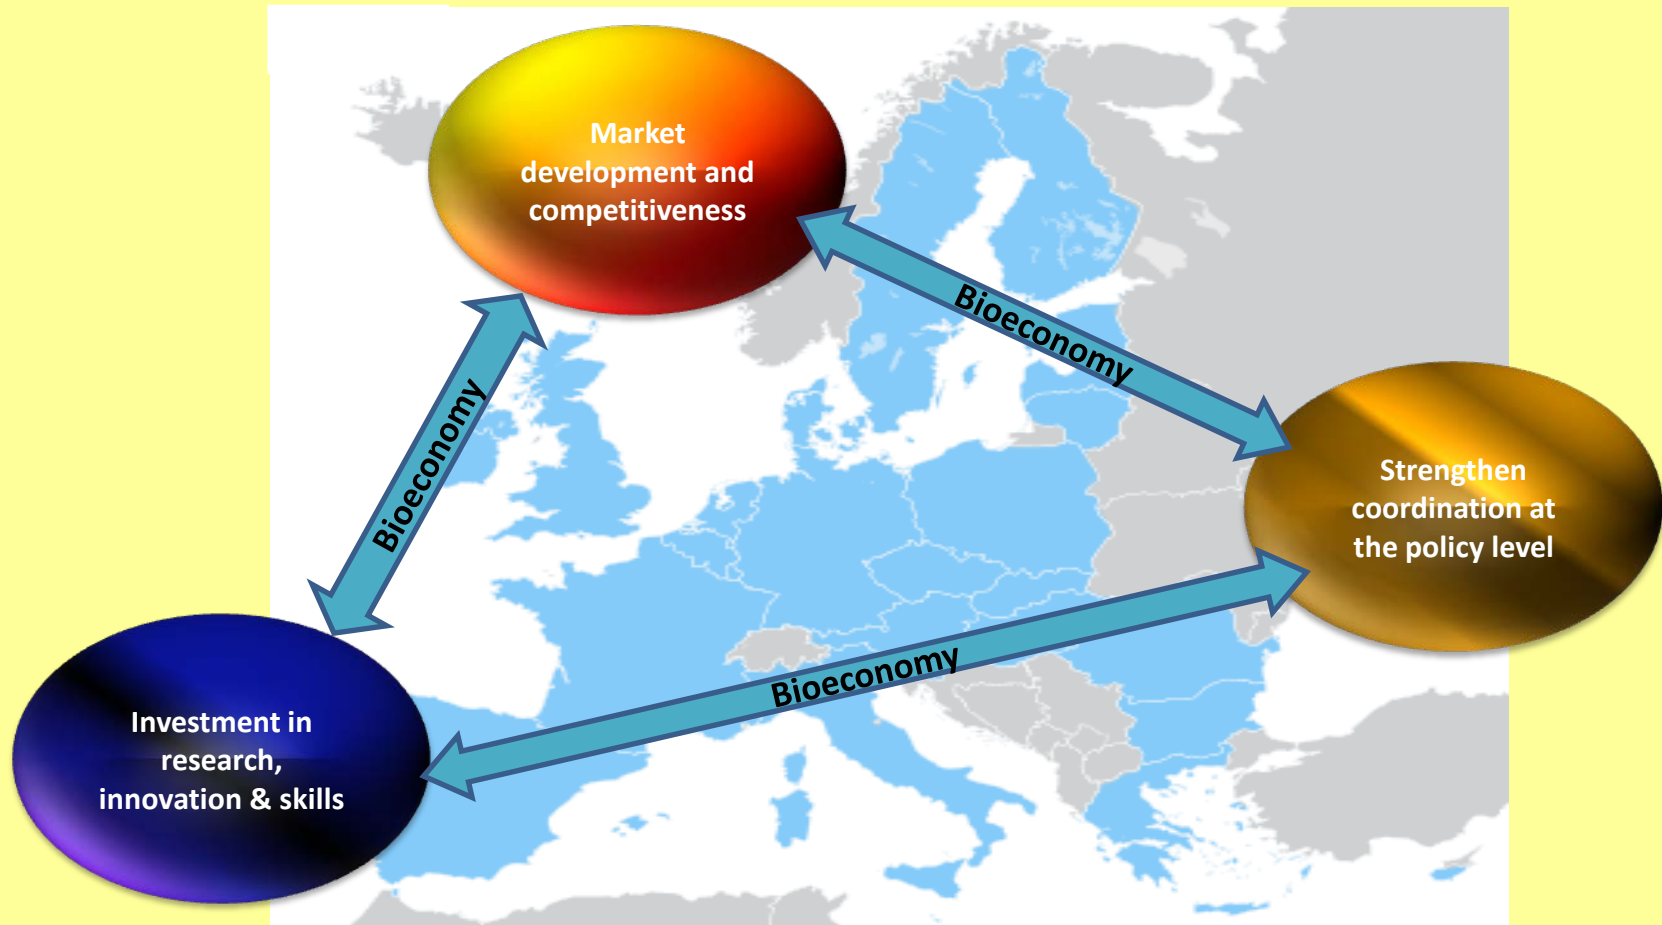 Market
development and
competitiveness
Bioeconomy
Bioeconomy
Strengthen
coordination at
the policy level
Bioeconomy
Investment in
research,
innovation & skills